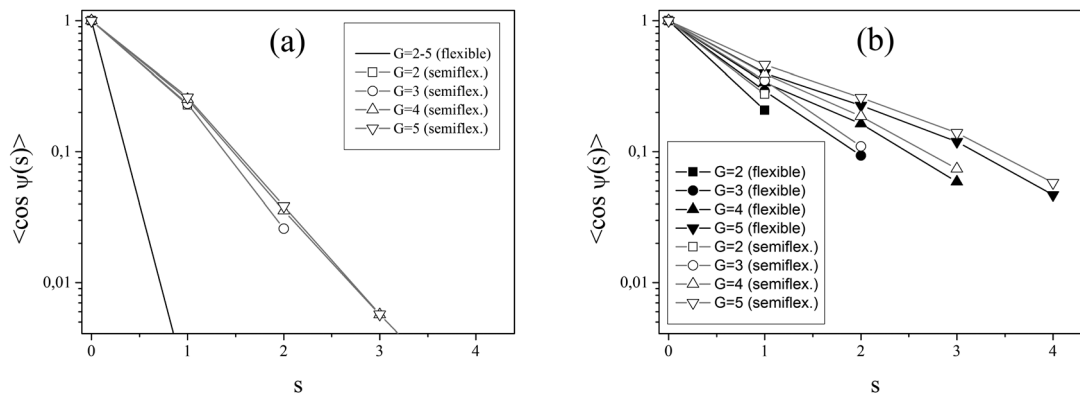 (a)
<cos ψ(s)>
1
0,1
0,01
G=2-5 (flexible)
G=2 (semiflex.)
G=3 (semiflex.)
G=4 (semiflex.)
G=5 (semiflex.)
0 1 2 3 4
s
(b)
<cos ψ(s)>
1
0,1
0,01
G=2 (flexible)
G=3 (flexible)
G=4 (flexible)
G=5 (flexible)
G=2 (semiflex.)
G=3 (semiflex.)
G=4 (semiflex.)
G=5 (semiflex.)
0 1 2 3 4
s